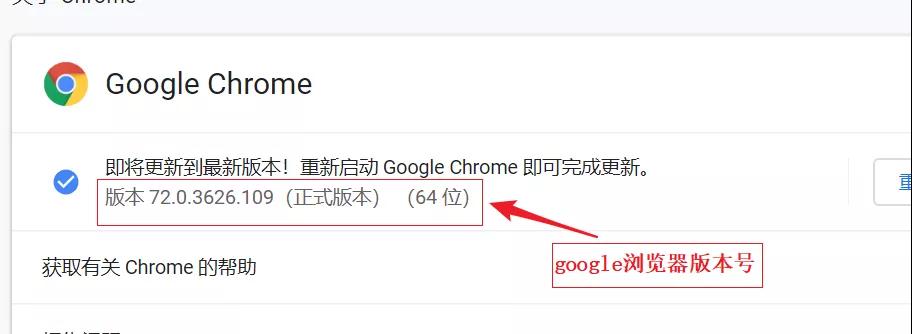 关于 Chrome
Google Chrome
即将更新到最新版本！重新启动 Google Chrome 即可完成更新。
版本 72.0.3626.109（正式版本） （64 位）
google浏览器版本号
获取有关 Chrome 的帮助